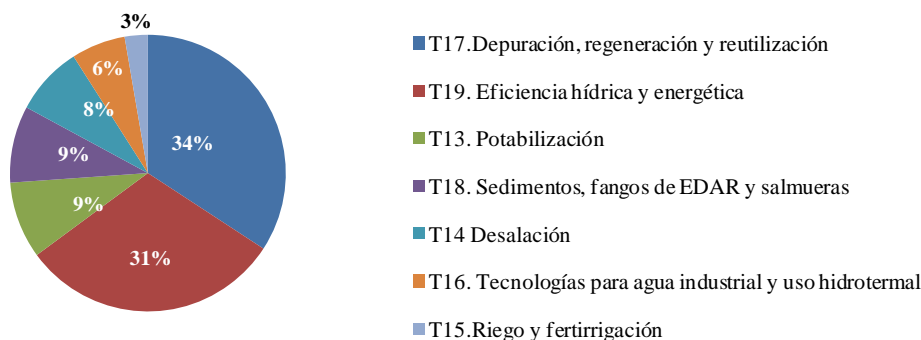 3%
6%
8%
9%
9%
34%
31%
T17.Depuración, regeneración y reutilización
T19. Eficiencia hídrica y energética
T13. Potabilización
T18. Sedimentos, fangos de EDAR y salmueras
T14 Desalación
T16. Tecnologías para agua industrial y uso hidrotermal
T15.Riego y fertirrigación